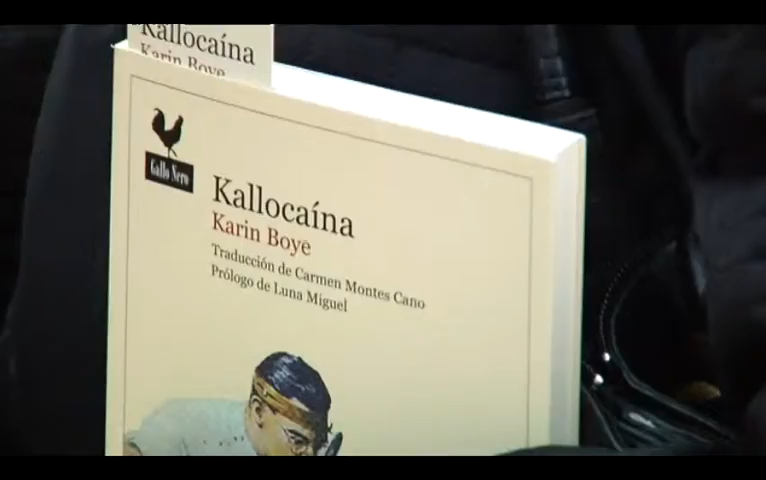 Kallocaína
Karin Boye
Gallo Nero
Kallocaína
Karin Boye
Traducción de Carmen Montes Cano
Prólogo de Luna Miguel